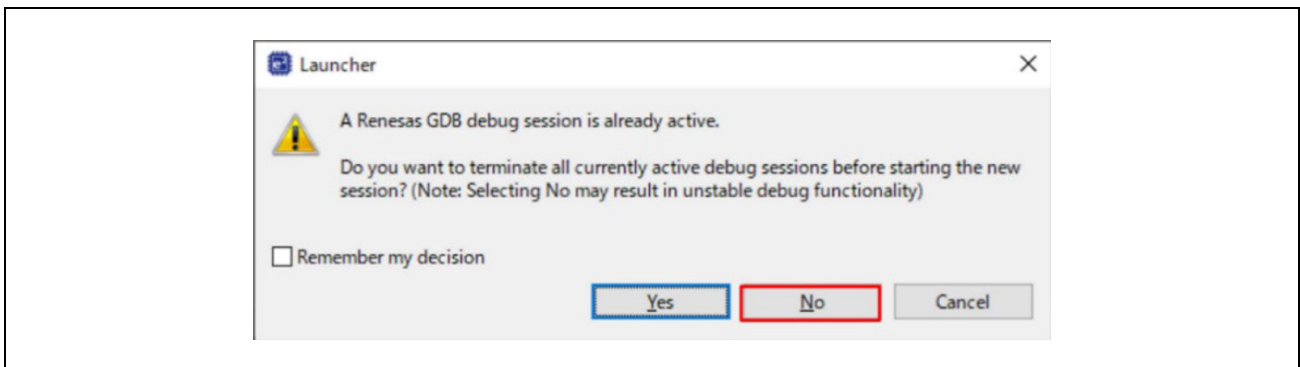 Launcher
A Renesas GDB debug session is already active.
Do you want to terminate all currently active debug sessions before starting the new
session? (Note: Selecting No may result in unstable debug functionality)
Remember my decision
Yes No Cancel